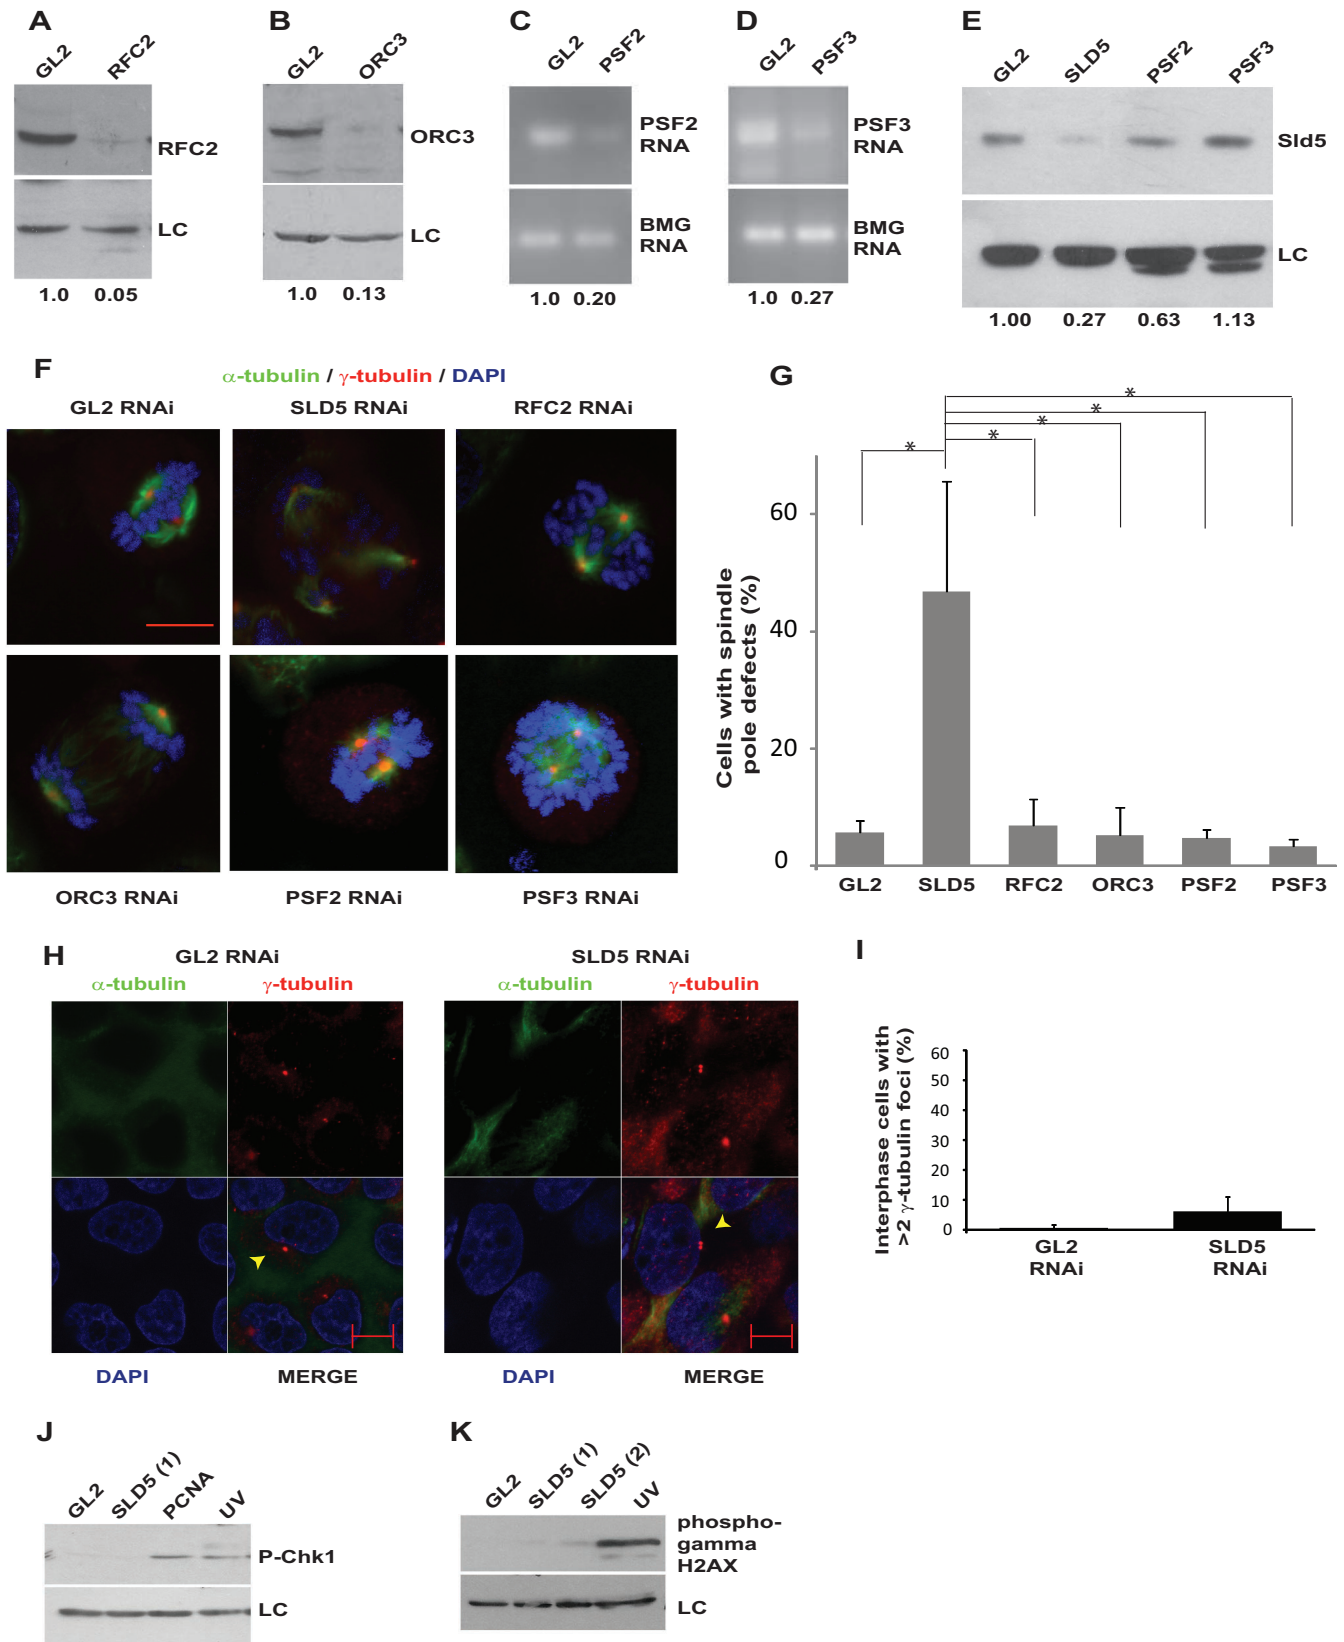 A
GL2 RFC2
RFC2
LC
1.0 0.05
B
GL2 ORC3
ORC3
LC
1.0 0.13
C
GL2 PSF2
PSF2
RNA
BMG
RNA
1.0 0.20
D
GL2 PSF3
PSF3
RNA
BMG
RNA
1.0 0.27
E
GL2 SLD5 PSF2 PSF3
Sld5
LC
1.00 0.27 0.63 1.13
F
α-tubulin / γ-tubulin / DAPI
GL2 RNAi SLD5 RNAi RFC2 RNAi
ORC3 RNAi PSF2 RNAi PSF3 RNAi
G
Cells with spindle
pole defects (%)
60
40
20
0
* * * * *
GL2 SLD5 RFC2 ORC3 PSF2 PSF3
H
GL2 RNAi SLD5 RNAi
α-tubulin γ-tubulin α-tubulin γ-tubulin
DAPI MERGE DAPI MERGE
I
Interphase cells with
>2 γ-tubulin foci (%)
60
50
40
30
20
10
0
GL2 SLD5
RNAi RNAi
J
GL2 SLD5 (1) PCNA UV
P-Chk1
LC
K
GL2 SLD5 (1) SLD5 (2) UV
phospho-
gamma
H2AX
LC